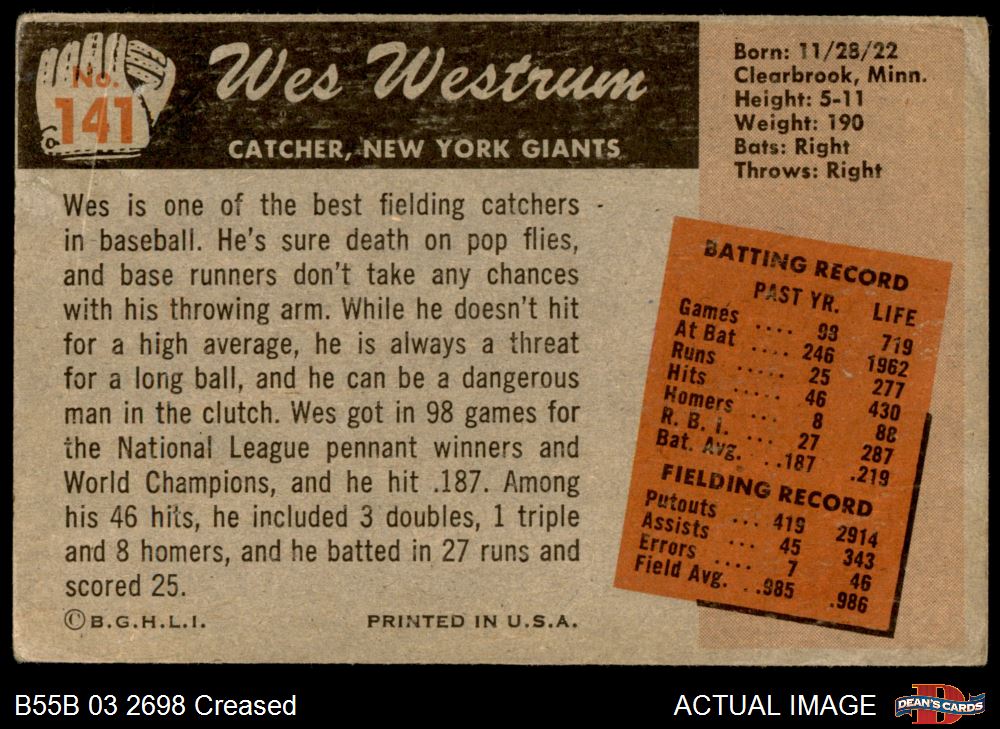 No.
141
Wes Westrum
CATCHER, NEW YORK GIANTS
Born: 11/28/22
Clearbrook, Minn.
Height: 5-11
Weight: 190
Bats: Right
Throws: Right
Wes is one of the best fielding catchers
in baseball. He's sure death on pop flies,
and base runners don't take any chances
with his throwing arm. While he doesn't hit
for a high average, he is always a threat
for a long ball, and he can be a dangerous
man in the clutch. Wes got in 98 games for
the National League pennant winners and
World Champions, and he hit .187. Among
his 46 hits, he included 3 doubles, 1 triple
and 8 homers, and he batted in 27 runs and
scored 25.
©B.G.H.L.I. PRINTED IN U.S.A.
BATTING RECORD
PAST YR. LIFE
Games .... 98 719
At Bat .... 246 1962
Runs ..... 25 277
Hits ..... 46 430
Homers ... 8 88
R. B. I. ... 27 287
Bat. Avg. ..187 .219
FIELDING RECORD
Putouts ... 419 2914
Assists ... 45 343
Errors .... 7 46
Field Avg. ..985 .986
B55B 03 2698 Creased
ACTUAL IMAGE
DEAN'S CARDS